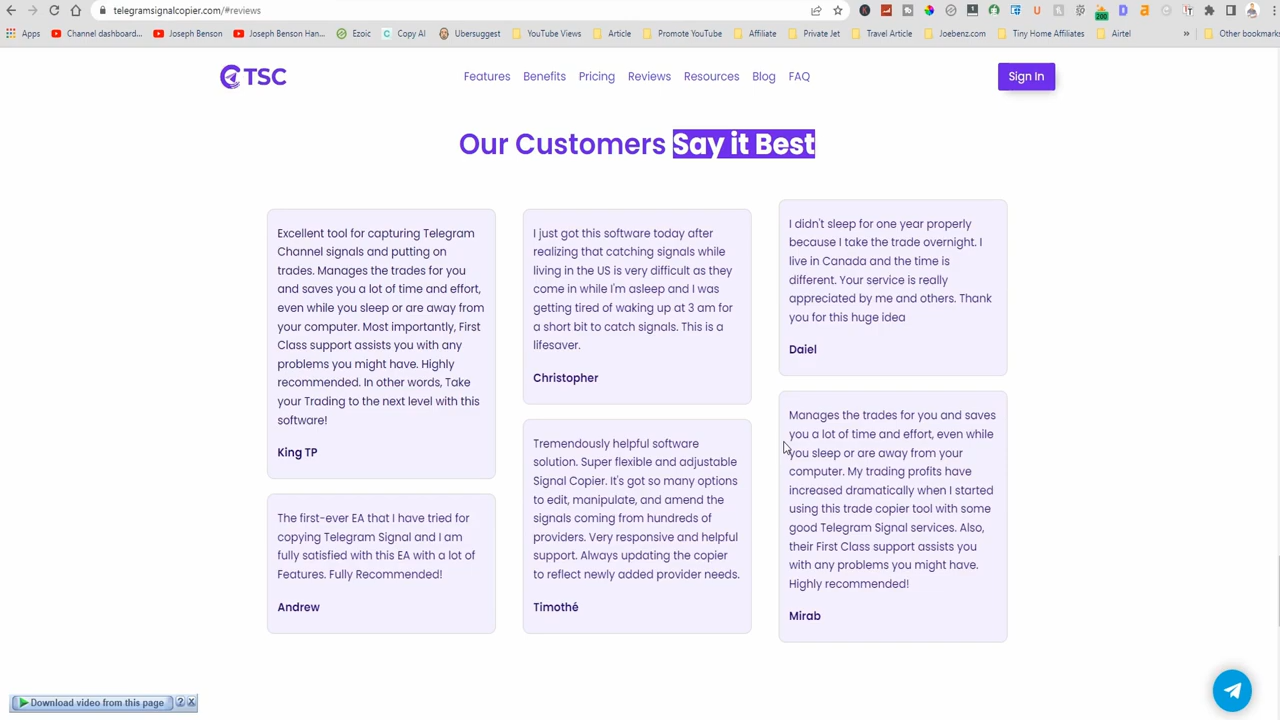 telegramsignalcopier.com/#reviews
Apps
Channel dashboard...
Joseph Benson
Joseph Benson Han...
Ezoic
Copy AI
Ubersuggest
YouTube Views
Article
Promote YouTube
Affiliate
Private Jet
Travel Article
Joebenz.com
Tiny Home Affiliates
Airtel
»
Other bookmarks
200
TSC
Features
Benefits
Pricing
Reviews
Resources
Blog
FAQ
Sign In
Our Customers Say it Best
Excellent tool for capturing Telegram
Channel signals and putting on
trades. Manages the trades for you
and saves you a lot of time and effort,
even while you sleep or are away from
your computer. Most importantly, First
Class support assists you with any
problems you might have. Highly
recommended. In other words, Take
your Trading to the next level with this
software!
King TP
The first-ever EA that I have tried for
copying Telegram Signal and I am
fully satisfied with this EA with a lot of
Features. Fully Recommended!
Andrew
I just got this software today after
realizing that catching signals while
living in the US is very difficult as they
come in while I'm asleep and I was
getting tired of waking up at 3 am for
a short bit to catch signals. This is a
lifesaver.
Christopher
Tremendously helpful software
solution. Super flexible and adjustable
Signal Copier. It's got so many options
to edit, manipulate, and amend the
signals coming from hundreds of
providers. Very responsive and helpful
support. Always updating the copier
to reflect newly added provider needs.
Timothé
I didn't sleep for one year properly
because I take the trade overnight. I
live in Canada and the time is
different. Your service is really
appreciated by me and others. Thank
you for this huge idea
Daiel
Manages the trades for you and saves
you a lot of time and effort, even while
you sleep or are away from your
computer. My trading profits have
increased dramatically when I started
using this trade copier tool with some
good Telegram Signal services. Also,
their First Class support assists you
with any problems you might have.
Highly recommended!
Mirab
Download video from this page
? X